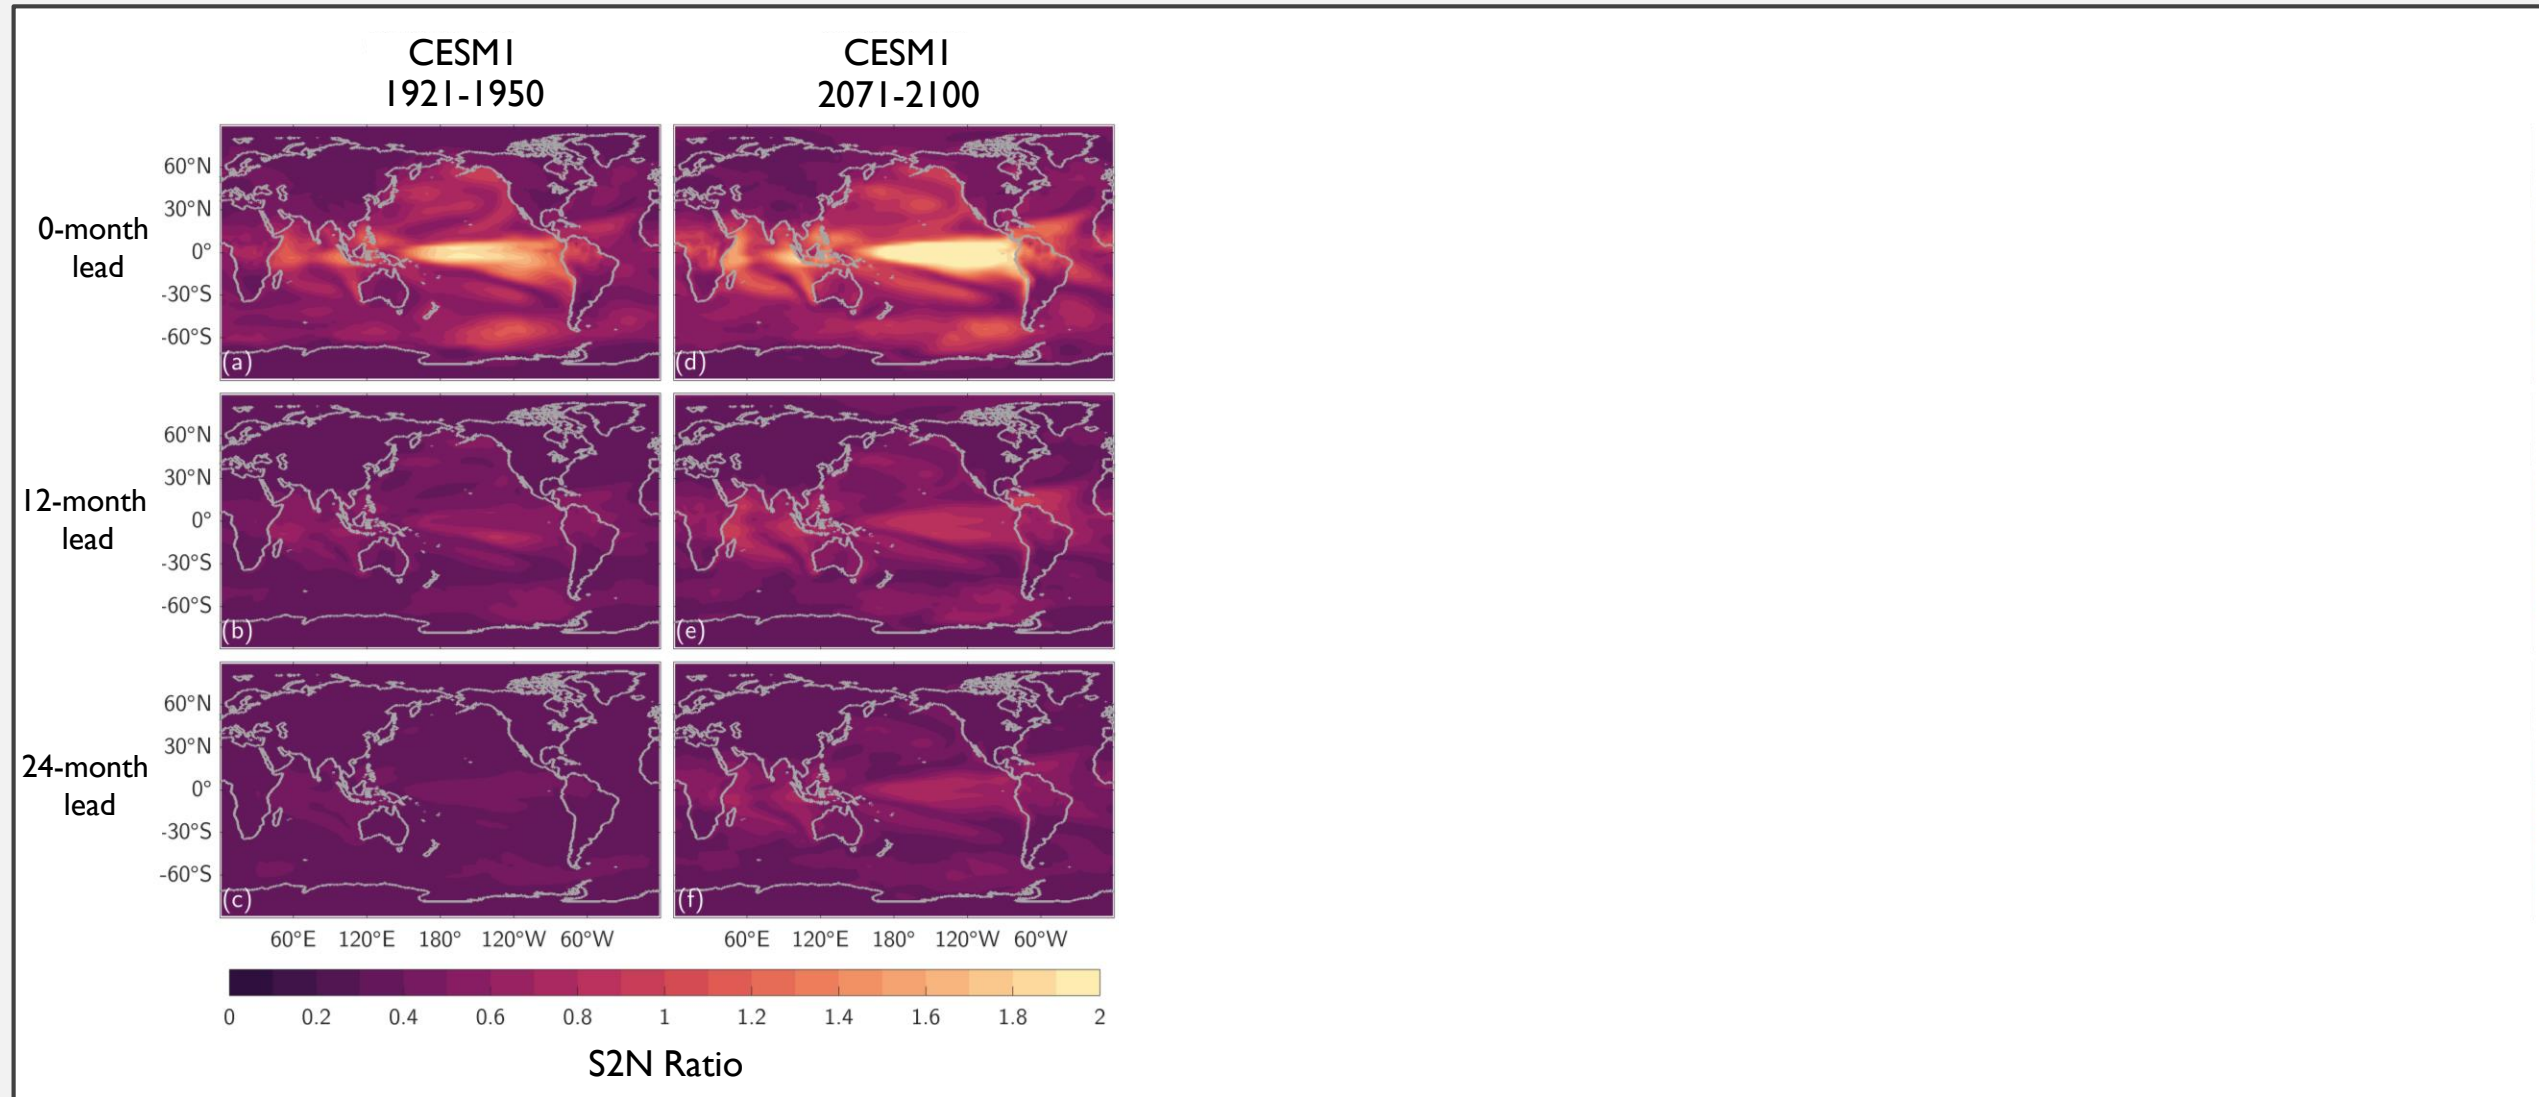 CESM1
1921-1950
CESM1
2071-2100
0-month
lead
60°N
30°N
0°
-30°S
-60°S
(a)
(d)
12-month
lead
60°N
30°N
0°
-30°S
-60°S
(b)
(e)
24-month
lead
60°N
30°N
0°
-30°S
-60°S
(c)
(f)
60°E 120°E 180° 120°W 60°W
60°E 120°E 180° 120°W 60°W
0 0.2 0.4 0.6 0.8 1 1.2 1.4 1.6 1.8 2
S2N Ratio